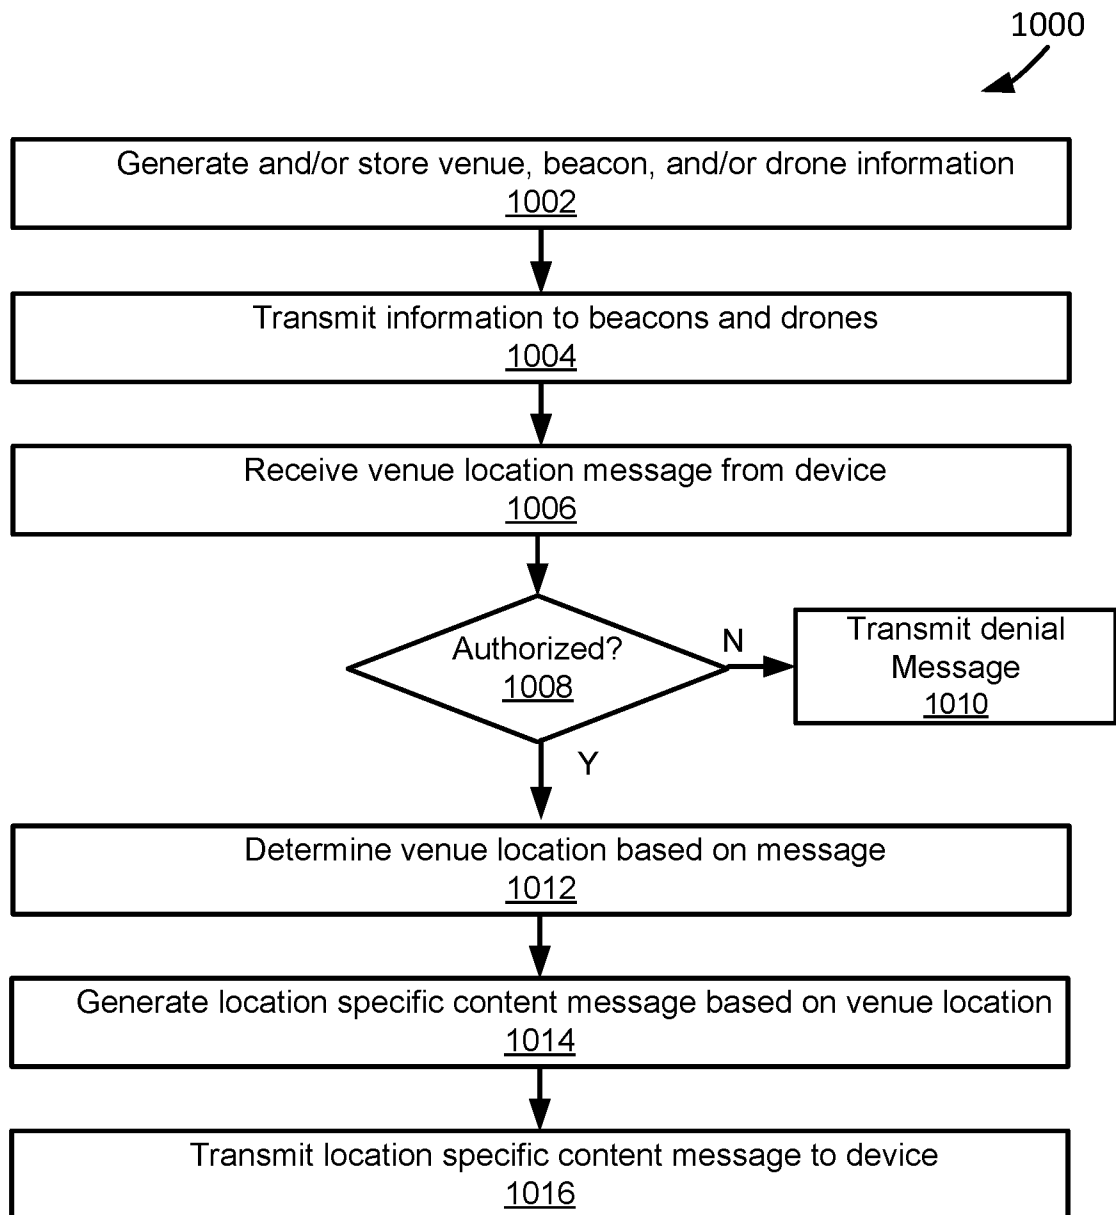 1000
Generate and/or store venue, beacon, and/or drone information
1002
Transmit information to beacons and drones
1004
Receive venue location message from device
1006
Authorized?
1008
N
Transmit denial
Message
1010
Y
Determine venue location based on message
1012
Generate location specific content message based on venue location
1014
Transmit location specific content message to device
1016